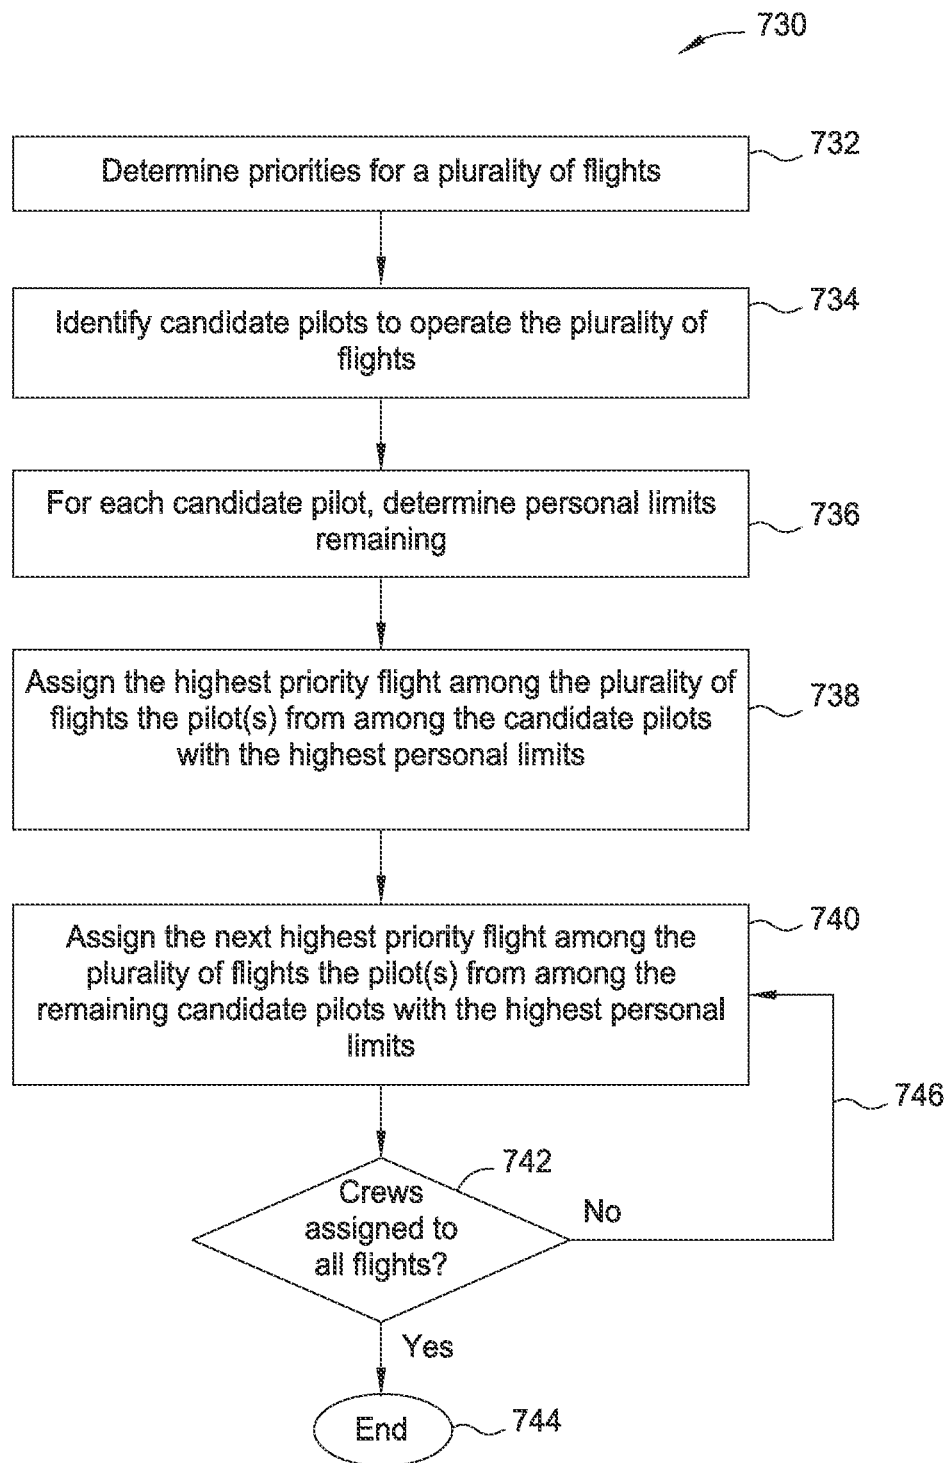 730
Determine priorities for a plurality of flights
732
Identify candidate pilots to operate the plurality of
flights
734
For each candidate pilot, determine personal limits
remaining
736
Assign the highest priority flight among the plurality of
flights the pilot(s) from among the candidate pilots
with the highest personal limits
738
Assign the next highest priority flight among the
plurality of flights the pilot(s) from among the
remaining candidate pilots with the highest personal
limits
740
746
742
Crews
assigned to
all flights?
No
Yes
End
744